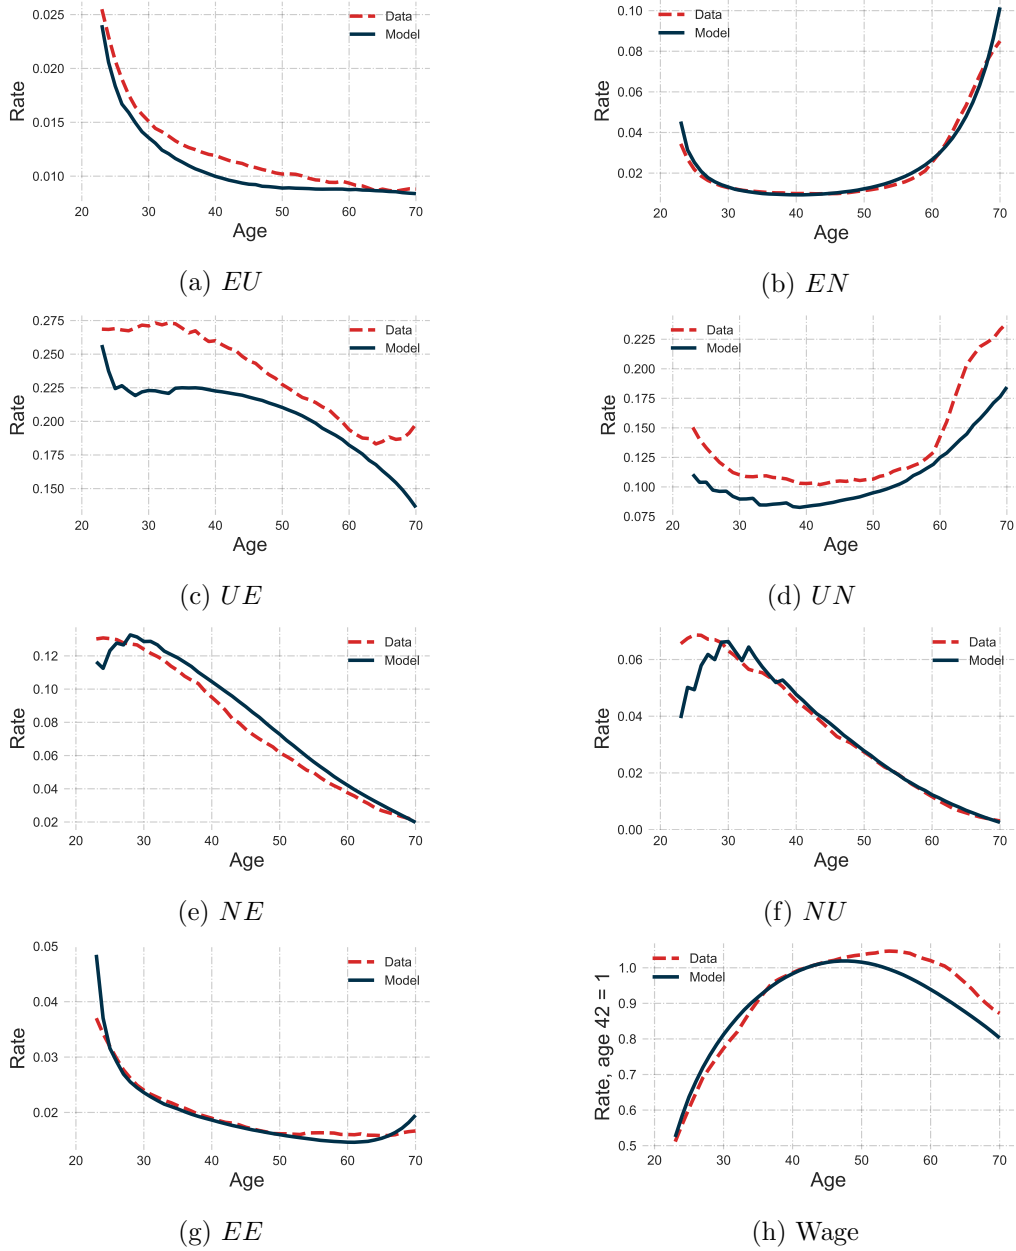 0.025
0.020
0.015
0.010
Rate
Data
Model
20 30 40 50 60 70
Age
(a) EU
0.10
0.08
0.06
0.04
0.02
Rate
Data
Model
20 30 40 50 60 70
Age
(b) EN
0.275
0.250
0.225
0.200
0.175
0.150
Rate
Data
Model
20 30 40 50 60 70
Age
(c) UE
0.225
0.200
0.175
0.150
0.125
0.100
0.075
Rate
Data
Model
20 30 40 50 60 70
Age
(d) UN
0.12
0.10
0.08
0.06
0.04
0.02
Rate
Data
Model
20 30 40 50 60 70
Age
(e) NE
0.06
0.04
0.02
0.00
Rate
Data
Model
20 30 40 50 60 70
Age
(f) NU
0.05
0.04
0.03
0.02
Rate
Data
Model
20 30 40 50 60 70
Age
(g) EE
1.0
0.9
0.8
0.7
0.6
0.5
Rate, age 42 = 1
Data
Model
20 30 40 50 60 70
Age
(h) Wage